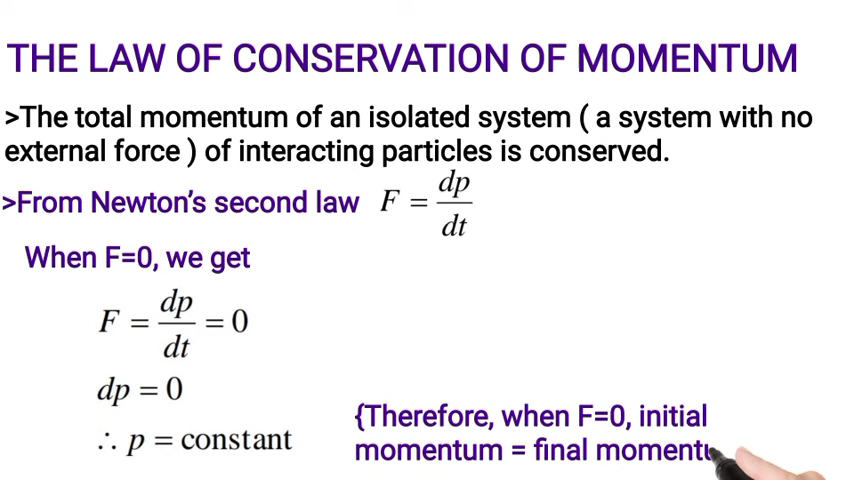 THE LAW OF CONSERVATION OF MOMENTUM
>The total momentum of an isolated system ( a system with no
external force ) of interacting particles is conserved.
>From Newton's second law F = dp/dt
When F=0, we get
F = dp/dt = 0
dp = 0
∴ p = constant
{Therefore, when F=0, initial
momentum = final momentu